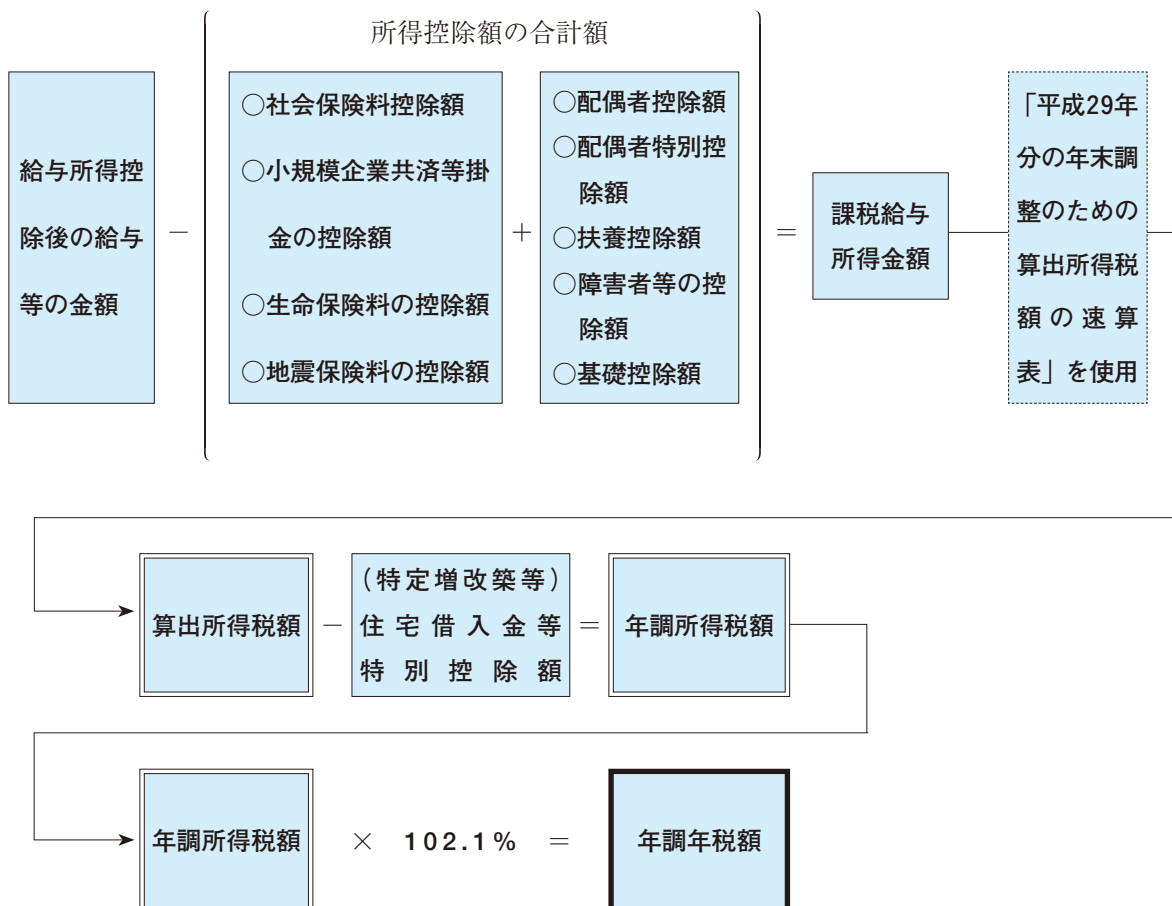 所得控除額の合計額
給与所得控
除後の給与
等の金額
−
○社会保険料控除額
○小規模企業共済等掛
金の控除額
○生命保険料の控除額
○地震保険料の控除額
+
○配偶者控除額
○配偶者特別控
除額
○扶養控除額
○障害者等の控
除額
○基礎控除額
=
課税給与
所得金額
「平成29年
分の年末調
整のための
算出所得税
額の速算
表」を使用
算出所得税額
−
(特定増改築等)
住宅借入金等
特別控除額
=
年調所得税額
年調所得税額
× 102.1% =
年調年税額